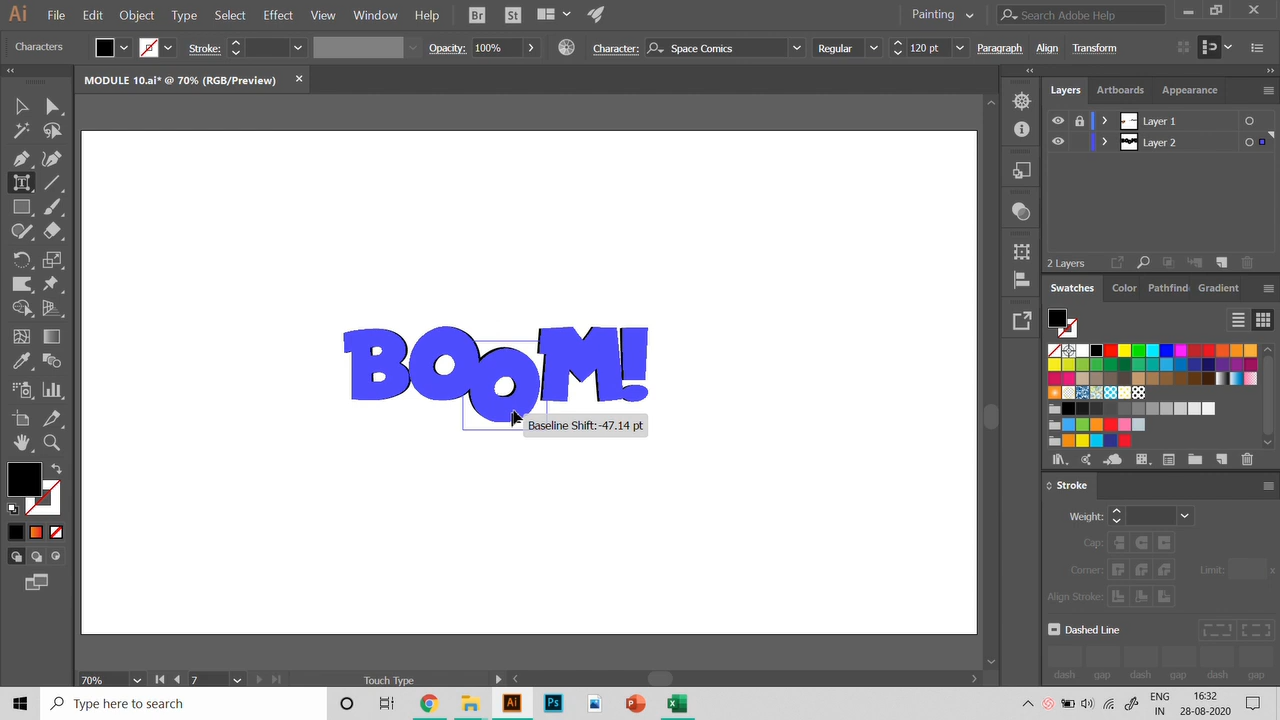 Ai File Edit Object Type Select Effect View Window Help Br St Painting Search Adobe Help
Characters Stroke: Opacity: 100% Character: Space Comics Regular 120 pt Paragraph Align Transform
MODULE 10.ai* @ 70% (RGB/Preview)
Layers Artboards Appearance
Layer 1
Layer 2
2 Layers
Swatches Color Pathfind Gradient
BOOM!
Baseline Shift:-47.14 pt
Stroke
Weight:
Cap:
Corner: Limit: x
Align Stroke:
Dashed Line
dash gap dash gap dash gap
70% 7 Touch Type
Type here to search
Ai Ps
ENG
IN
16:32
28-08-2020